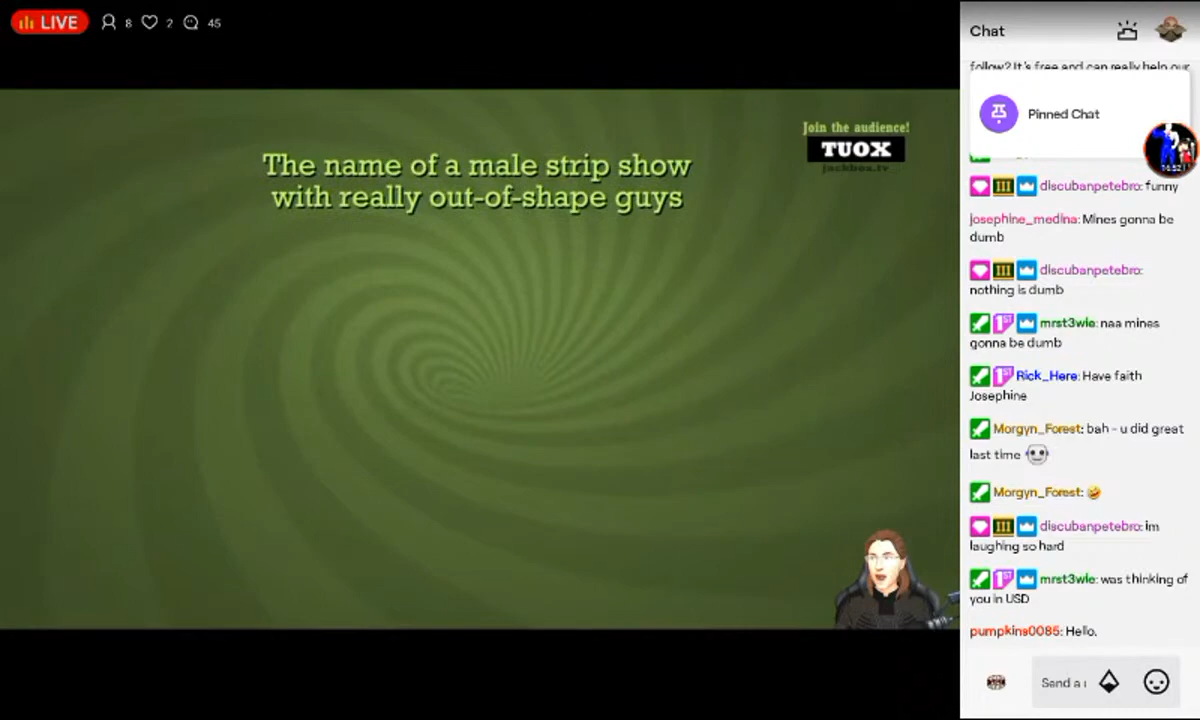 LIVE 8 2 45
The name of a male strip show
with really out-of-shape guys
Join the audience!
TUOX
jackbox.tv
Chat
follow? It's free and can really help our
Pinned Chat
discubanpetebro: funny
josephine_medina: Mines gonna be
dumb
discubanpetebro:
nothing is dumb
mrst3wie: naa mines
gonna be dumb
Rick_Here: Have faith
Josephine
Morgyn_Forest: bah - u did great
last time
Morgyn_Forest: 🤣
discubanpetebro: im
laughing so hard
mrst3wie: was thinking of
you in USD
pumpkins0085: Hello.
Send a